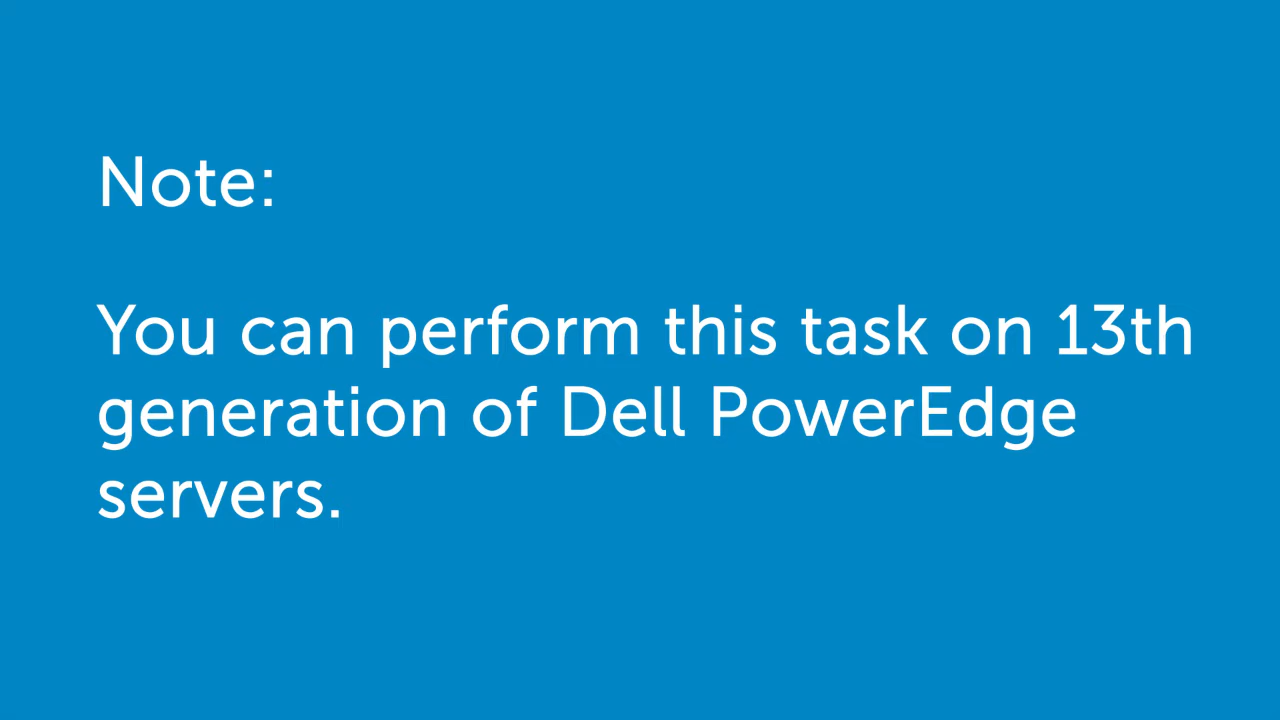 Note:
You can perform this task on 13th
generation of Dell PowerEdge
servers.